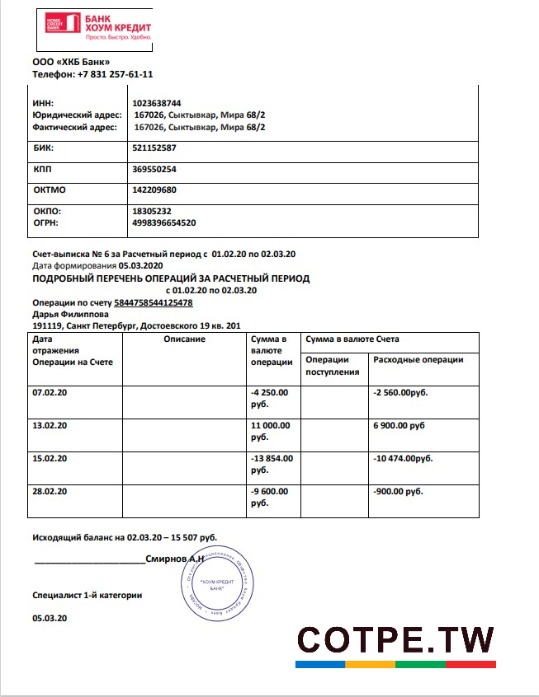 HOME CREDIT BANK
БАНК
ХОУМ КРЕДИТ
Просто. Быстро. Удобно.
ООО «ХКБ Банк»
Телефон: +7 831 257-61-11
ИНН: 1023638744
Юридический адрес: 167026, Сыктывкар, Мира 68/2
Фактический адрес: 167026, Сыктывкар, Мира 68/2
БИК: 521152587
КПП 369550254
ОКТМО 142209680
ОКПО: 18305232
ОГРН: 4998396654520
Счет-выписка № 6 за Расчетный период с 01.02.20 по 02.03.20
Дата формирования 05.03.2020
ПОДРОБНЫЙ ПЕРЕЧЕНЬ ОПЕРАЦИЙ ЗА РАСЧЕТНЫЙ ПЕРИОД
с 01.02.20 по 02.03.20
Операции по счету 5844758544125478
Дарья Филиппова
191119, Санкт Петербург, Достоевского 19 кв. 201
Дата отражения Операции на Счете Описание Сумма в валюте операции Сумма в валюте Счета
Операции поступления Расходные операции
07.02.20 -4 250.00 руб. -2 560.00руб.
13.02.20 11 000.00 руб. 6 900.00 руб
15.02.20 -13 854.00 руб. -10 474.00руб.
28.02.20 -9 600.00 руб. -900.00 руб.
Исходящий баланс на 02.03.20 – 15 507 руб.
Смирнов А.Н
"ХОУМ КРЕДИТ
БАНК"
Специалист 1-й категории
05.03.20
COTPE.TW